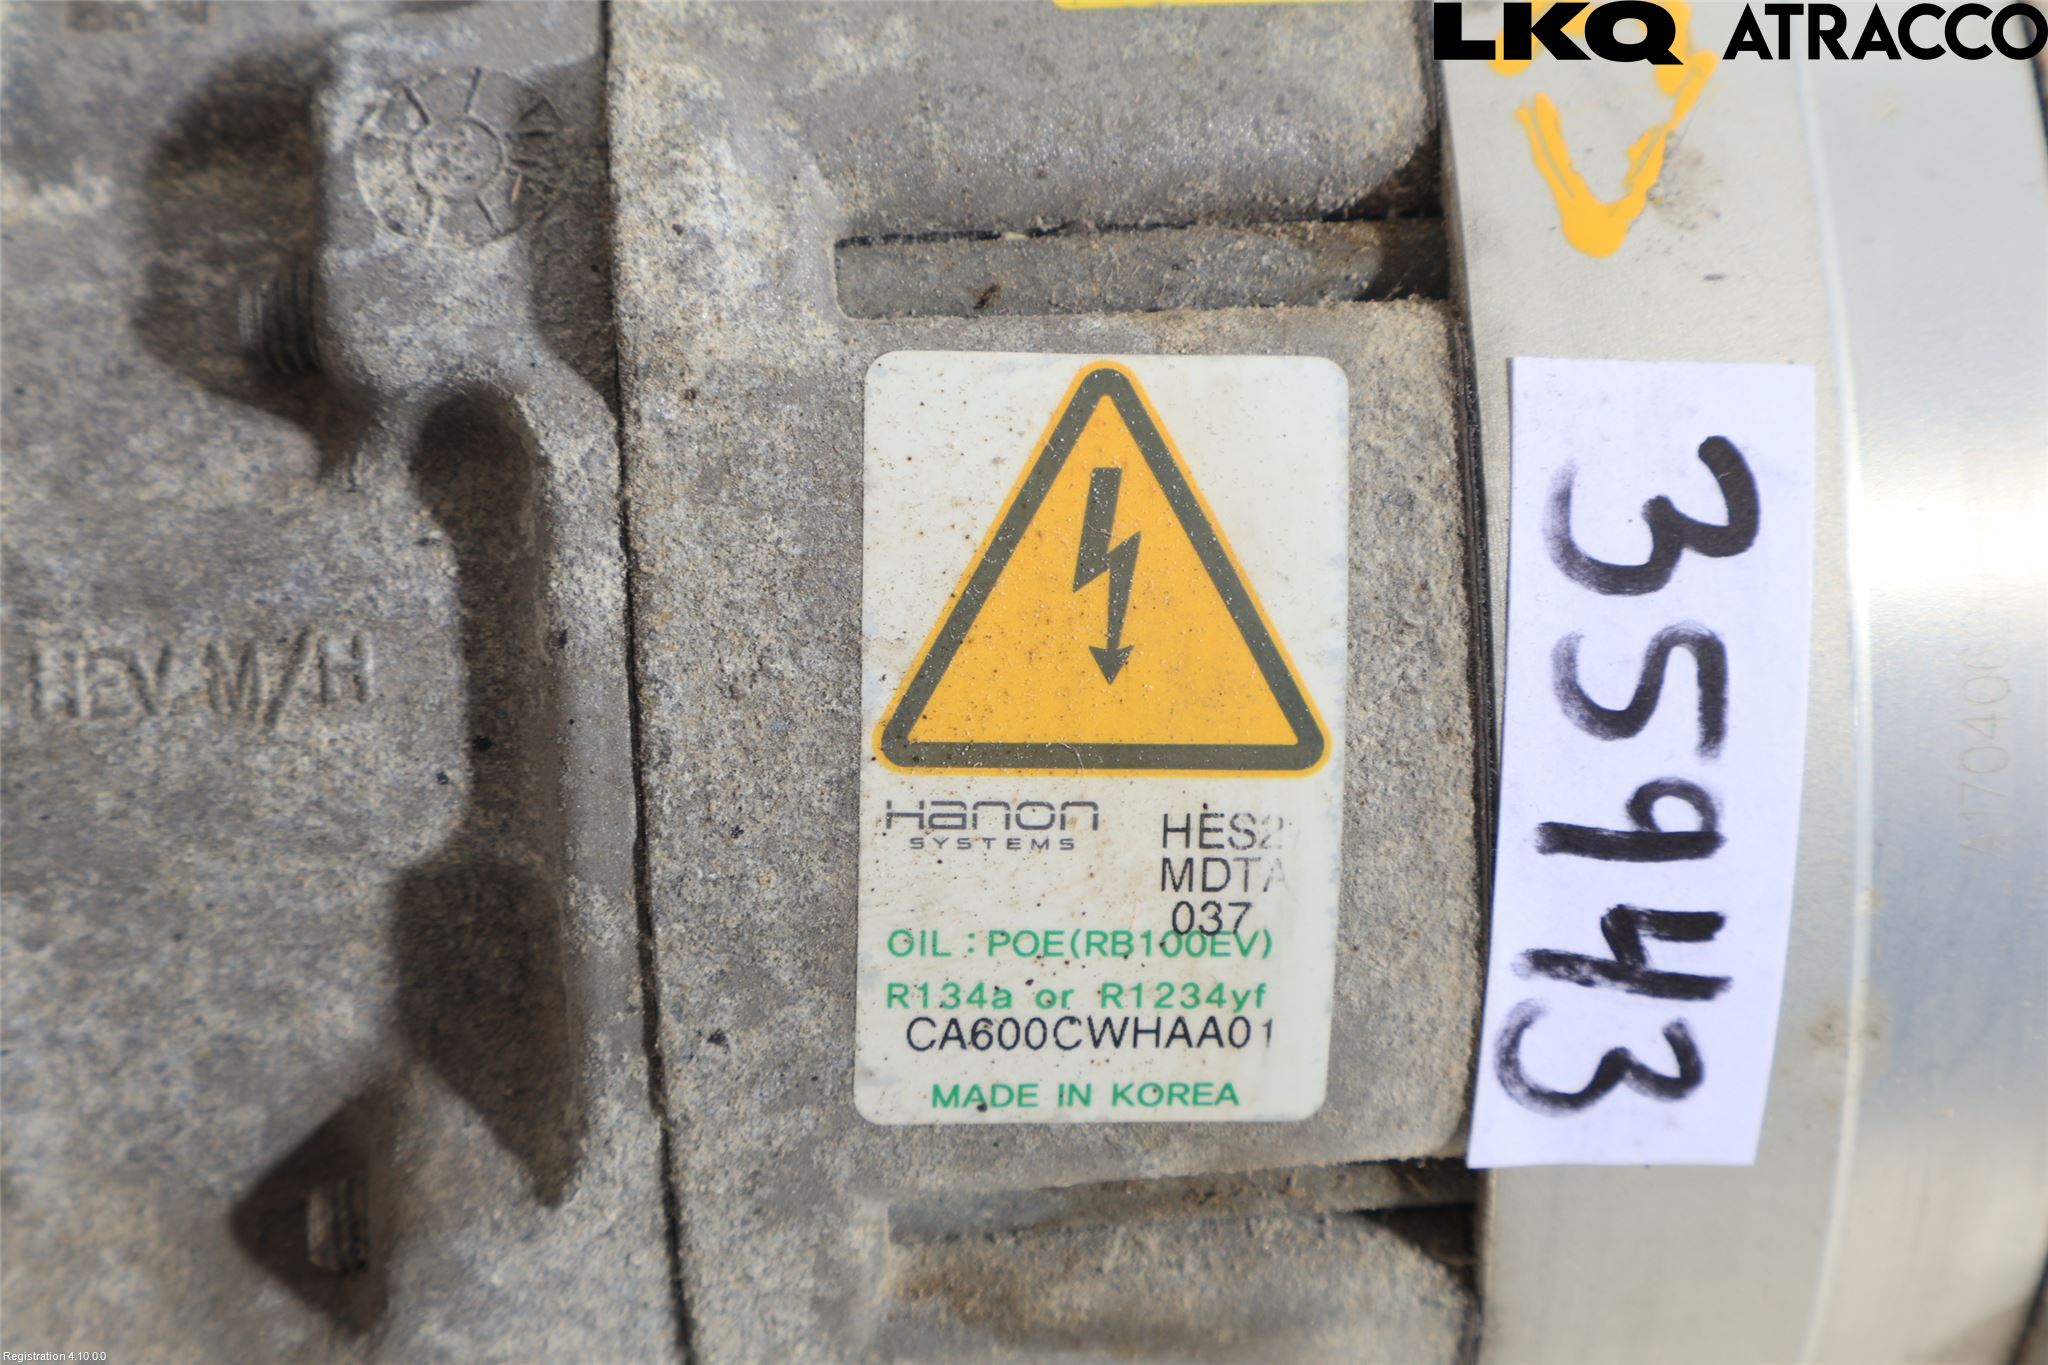 LKQ ATRACCO
HEV M/H
Hanon
SYSTEMS
HES2
MDTA
037
OIL : POE(RB100EV)
R134a or R1234yf
CA600CWHAA01
MADE IN KOREA
35943
Registration 4.10.0.0